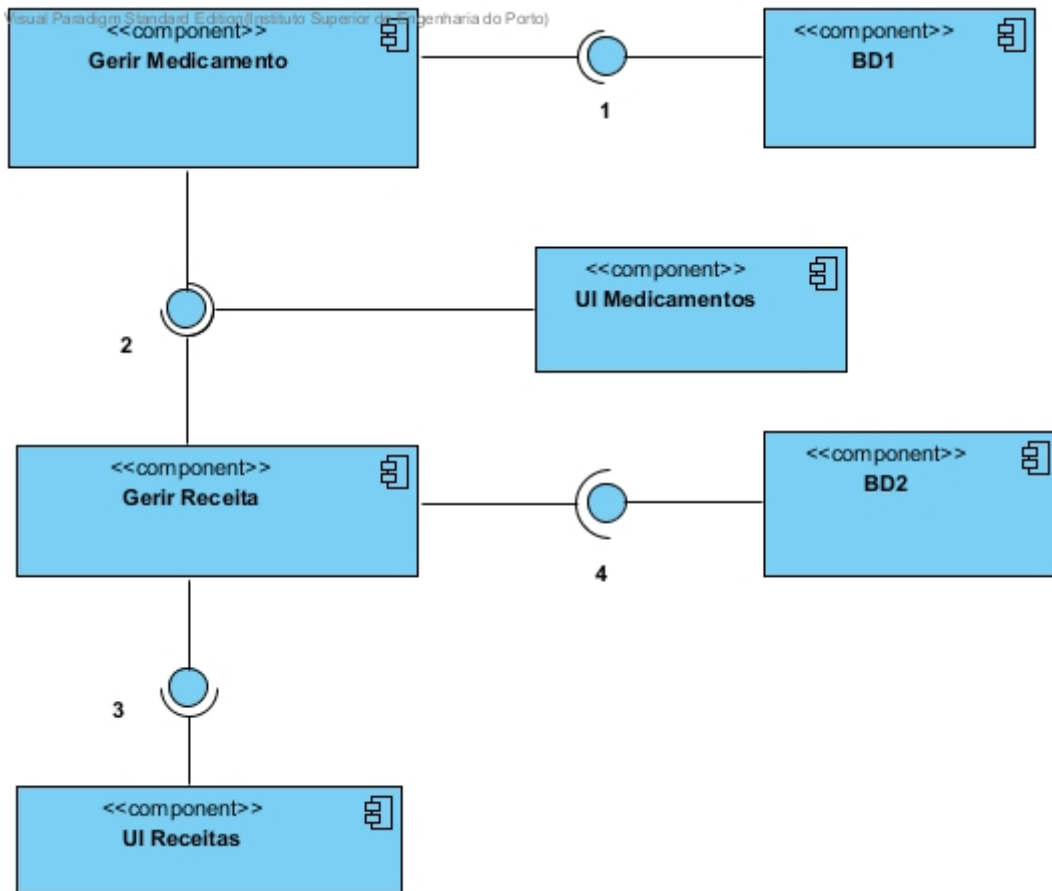 Visual Paradigm Standard Edition(Instituto Superior de Engenharia do Porto)
<<component>>
Gerir Medicamento
1
<<component>>
BD1
2
<<component>>
UI Medicamentos
<<component>>
Gerir Receita
4
<<component>>
BD2
3
<<component>>
UI Receitas